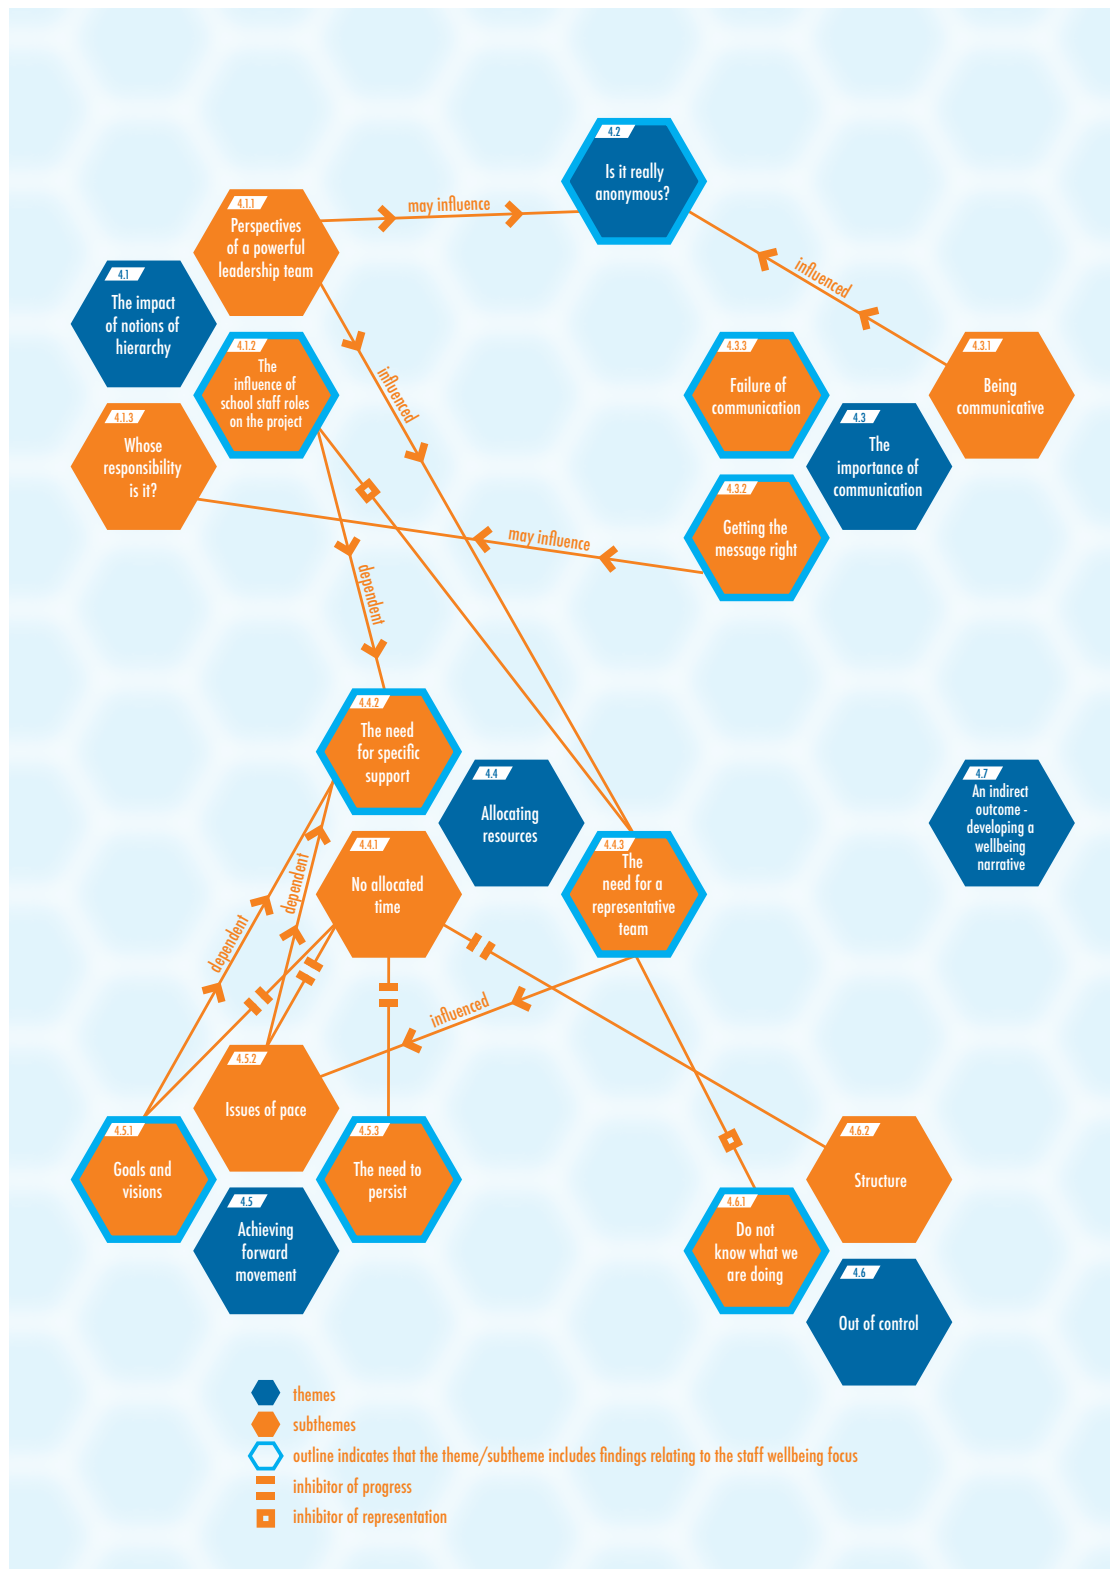 4.2
Is it really
anonymous?
4.1.1
Perspectives
of a powerful
leadership team
may influence
4.1
The impact
of notions of
hierarchy
influenced
4.1.2
The
influence of
school staff roles
on the project
influenced
4.3.3
Failure of
communication
4.3.1
Being
communicative
4.1.3
Whose
responsibility
is it?
4.3
The
importance of
communication
4.3.2
Getting the
message right
may influence
dependent
4.4.2
The need
for specific
support
4.4
Allocating
resources
4.7
An indirect
outcome -
developing a
wellbeing
narrative
4.4.1
No allocated
time
4.4.3
The
need for a
representative
team
dependent
dependent
influenced
4.5.2
Issues of pace
4.5.1
Goals and
visions
4.5.3
The need to
persist
4.6.2
Structure
4.5
Achieving
forward
movement
4.6.1
Do not
know what we
are doing
4.6
Out of control
themes
subthemes
outline indicates that the theme/subtheme includes findings relating to the staff wellbeing focus
inhibitor of progress
inhibitor of representation